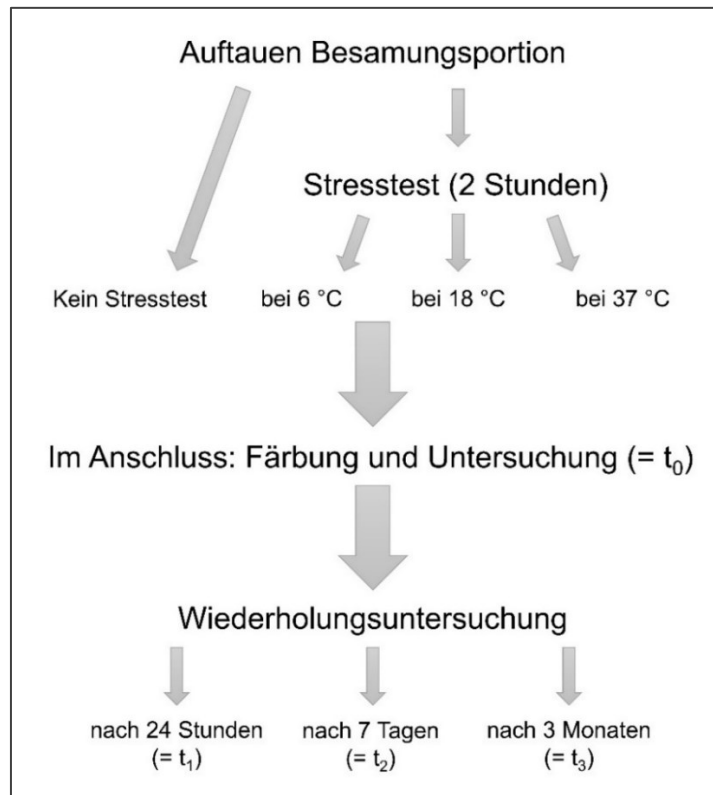 Auftauen Besamungsportion
Stresstest (2 Stunden)
Kein Stresstest
bei 6 °C
bei 18 °C
bei 37 °C
Im Anschluss: Färbung und Untersuchung (= t₀)
Wiederholungsuntersuchung
nach 24 Stunden
(= t₁)
nach 7 Tagen
(= t₂)
nach 3 Monaten
(= t₃)